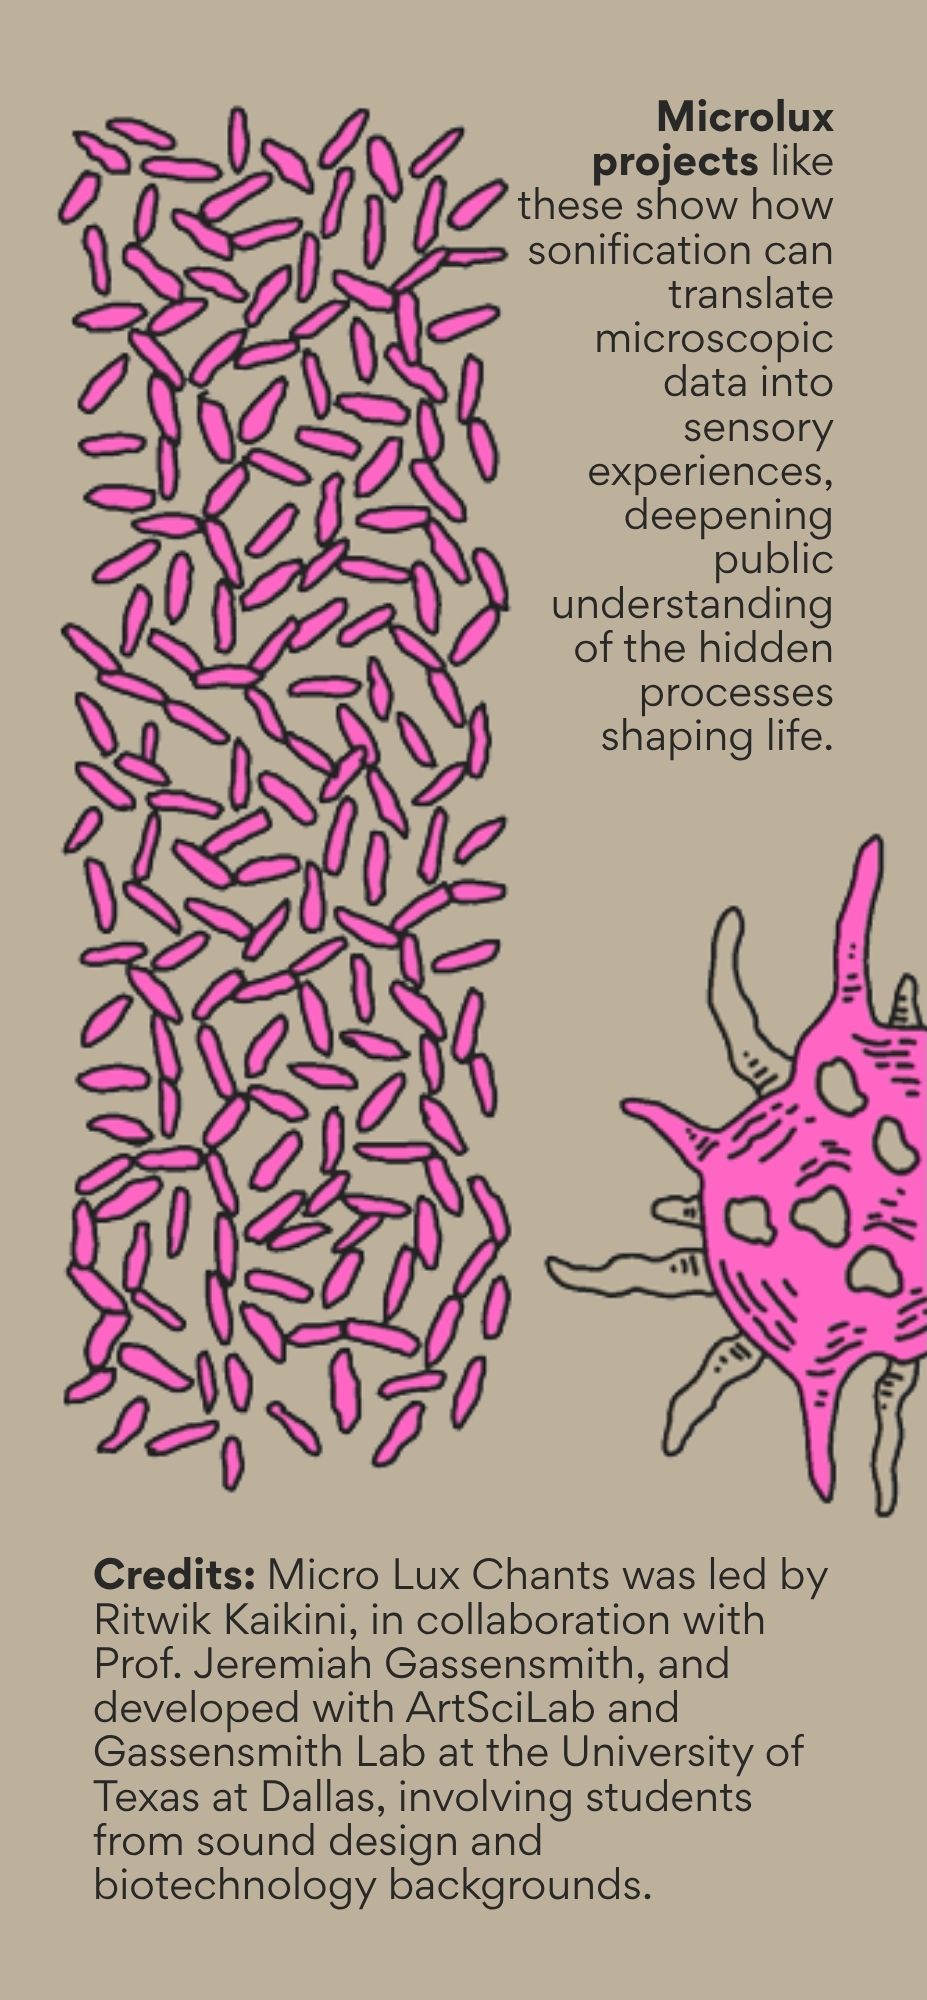 Microlux
projects like
these show how
sonification can
translate
microscopic
data into
sensory
experiences,
deepening
public
understanding
of the hidden
processes
shaping life.
Credits: Micro Lux Chants was led by
Ritwik Kaikini, in collaboration with
Prof. Jeremiah Gassensmith, and
developed with ArtSciLab and
Gassensmith Lab at the University of
Texas at Dallas, involving students
from sound design and
biotechnology backgrounds.